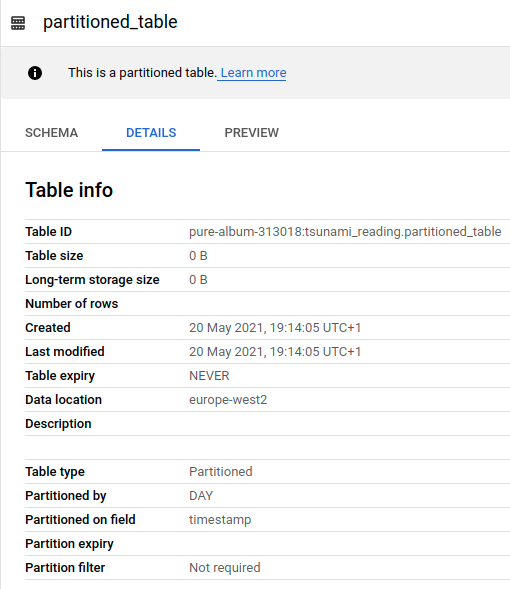 partitioned_table
This is a partitioned table. Learn more
SCHEMA DETAILS PREVIEW
Table info
Table ID pure-album-313018:tsunami_reading.partitioned_table
Table size 0 B
Long-term storage size 0 B
Number of rows
Created 20 May 2021, 19:14:05 UTC+1
Last modified 20 May 2021, 19:14:05 UTC+1
Table expiry NEVER
Data location europe-west2
Description
Table type Partitioned
Partitioned by DAY
Partitioned on field timestamp
Partition expiry
Partition filter Not required